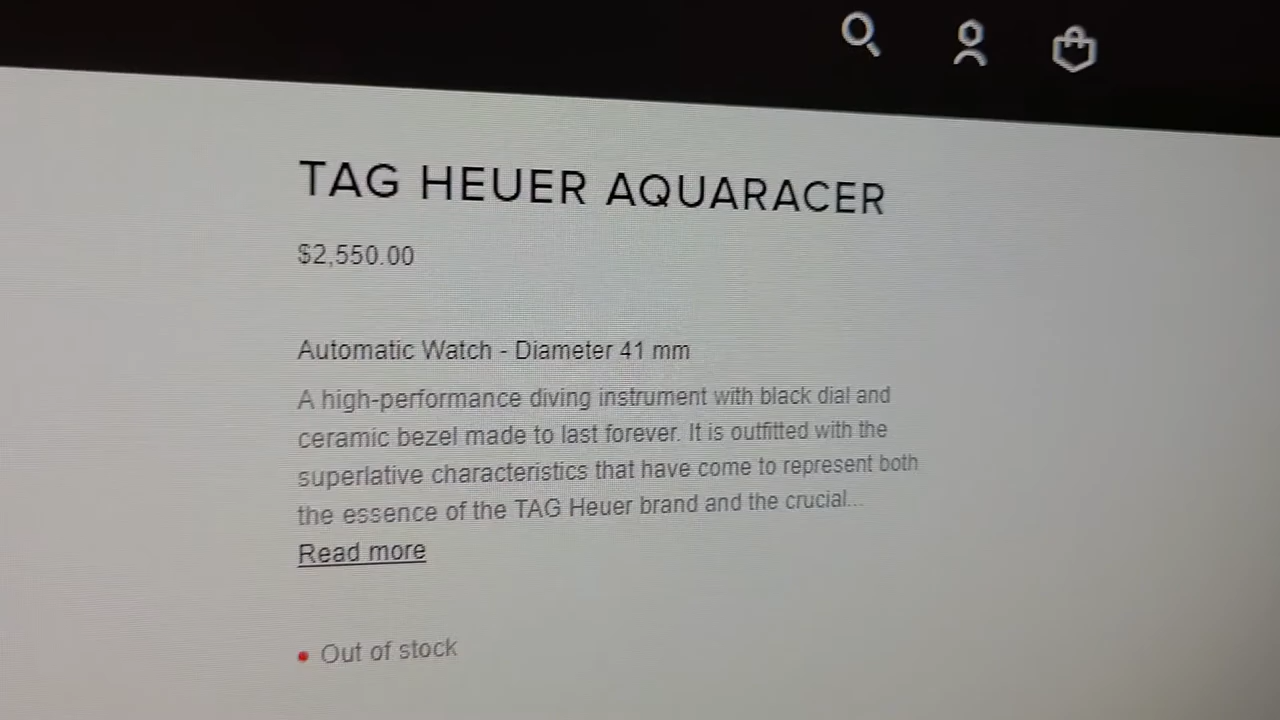 TAG HEUER AQUARACER
$2,550.00
Automatic Watch - Diameter 41 mm
A high-performance diving instrument with black dial and
ceramic bezel made to last forever. It is outfitted with the
superlative characteristics that have come to represent both
the essence of the TAG Heuer brand and the crucial...
Read more
Out of stock